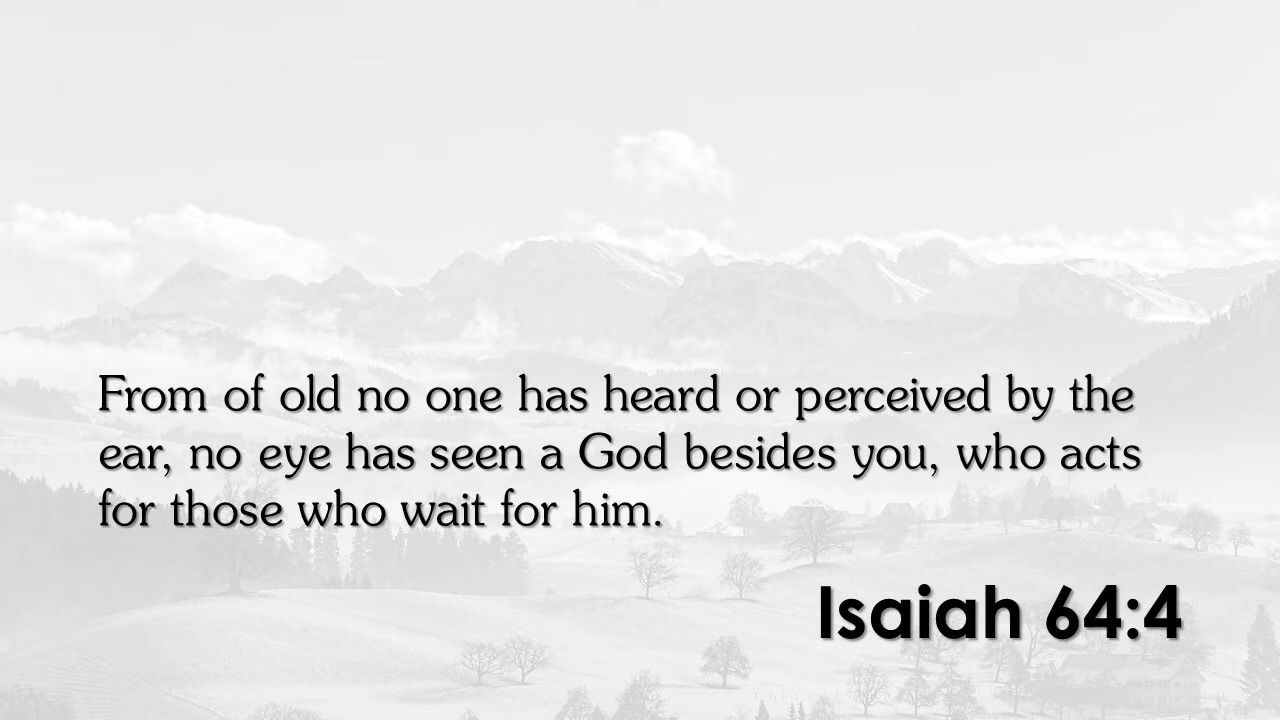 From of old no one has heard or perceived by the
ear, no eye has seen a God besides you, who acts
for those who wait for him.
Isaiah 64:4